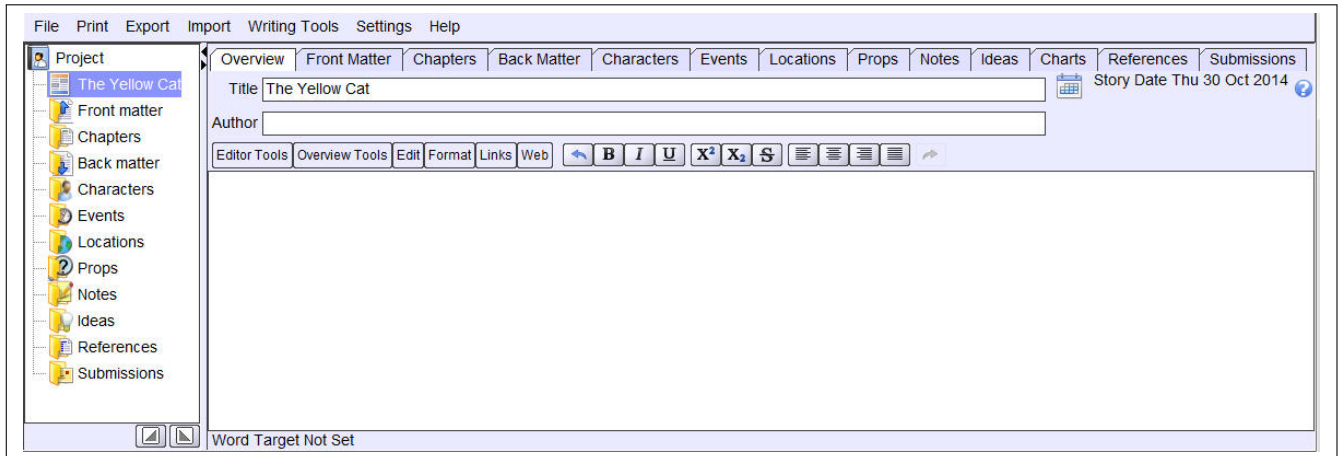 File Print Export Import Writing Tools Settings Help
Project
The Yellow Cat
Front matter
Chapters
Back matter
Characters
Events
Locations
Props
Notes
Ideas
References
Submissions
Overview Front Matter Chapters Back Matter Characters Events Locations Props Notes Ideas Charts References Submissions
Title The Yellow Cat Story Date Thu 30 Oct 2014 ?
Author
Editor Tools Overview Tools Edit Format Links Web B I U X² X₂ S
Word Target Not Set